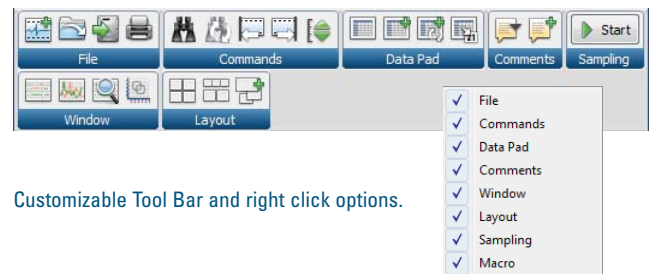 Start
File
Commands
Data Pad
Comments
Sampling
Window
Layout
File
Commands
Data Pad
Comments
Window
Layout
Sampling
Macro
Customizable Tool Bar and right click options.